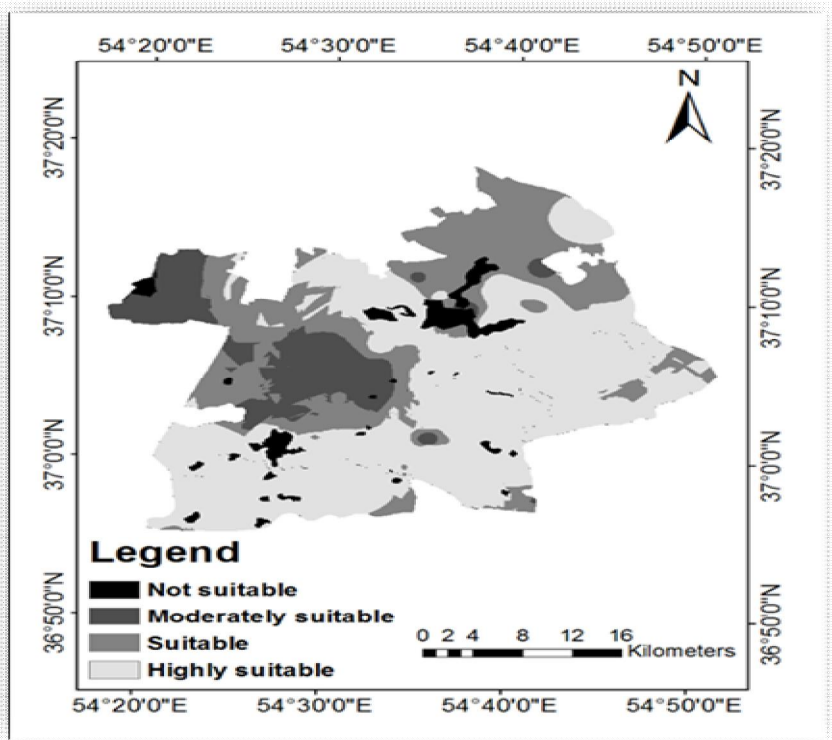 54°20'0"E 54°30'0"E 54°40'0"E 54°50'0"E
N
37°20'0"N 37°20'0"N
37°10'0"N 37°10'0"N
37°0'0"N 37°0'0"N
36°50'0"N 36°50'0"N
Legend
Not suitable
Moderately suitable
Suitable
Highly suitable
0 2 4 8 12 16
Kilometers
54°20'0"E 54°30'0"E 54°40'0"E 54°50'0"E